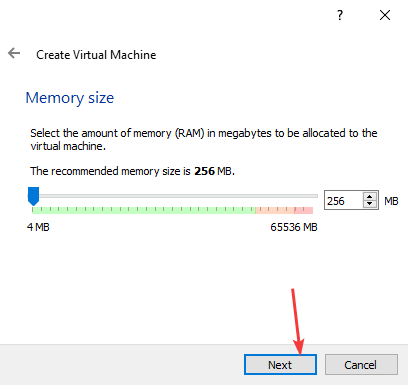 ?
Create Virtual Machine
Memory size
Select the amount of memory (RAM) in megabytes to be allocated to the
virtual machine.
The recommended memory size is 256 MB.
256 MB
4 MB 65536 MB
Next Cancel